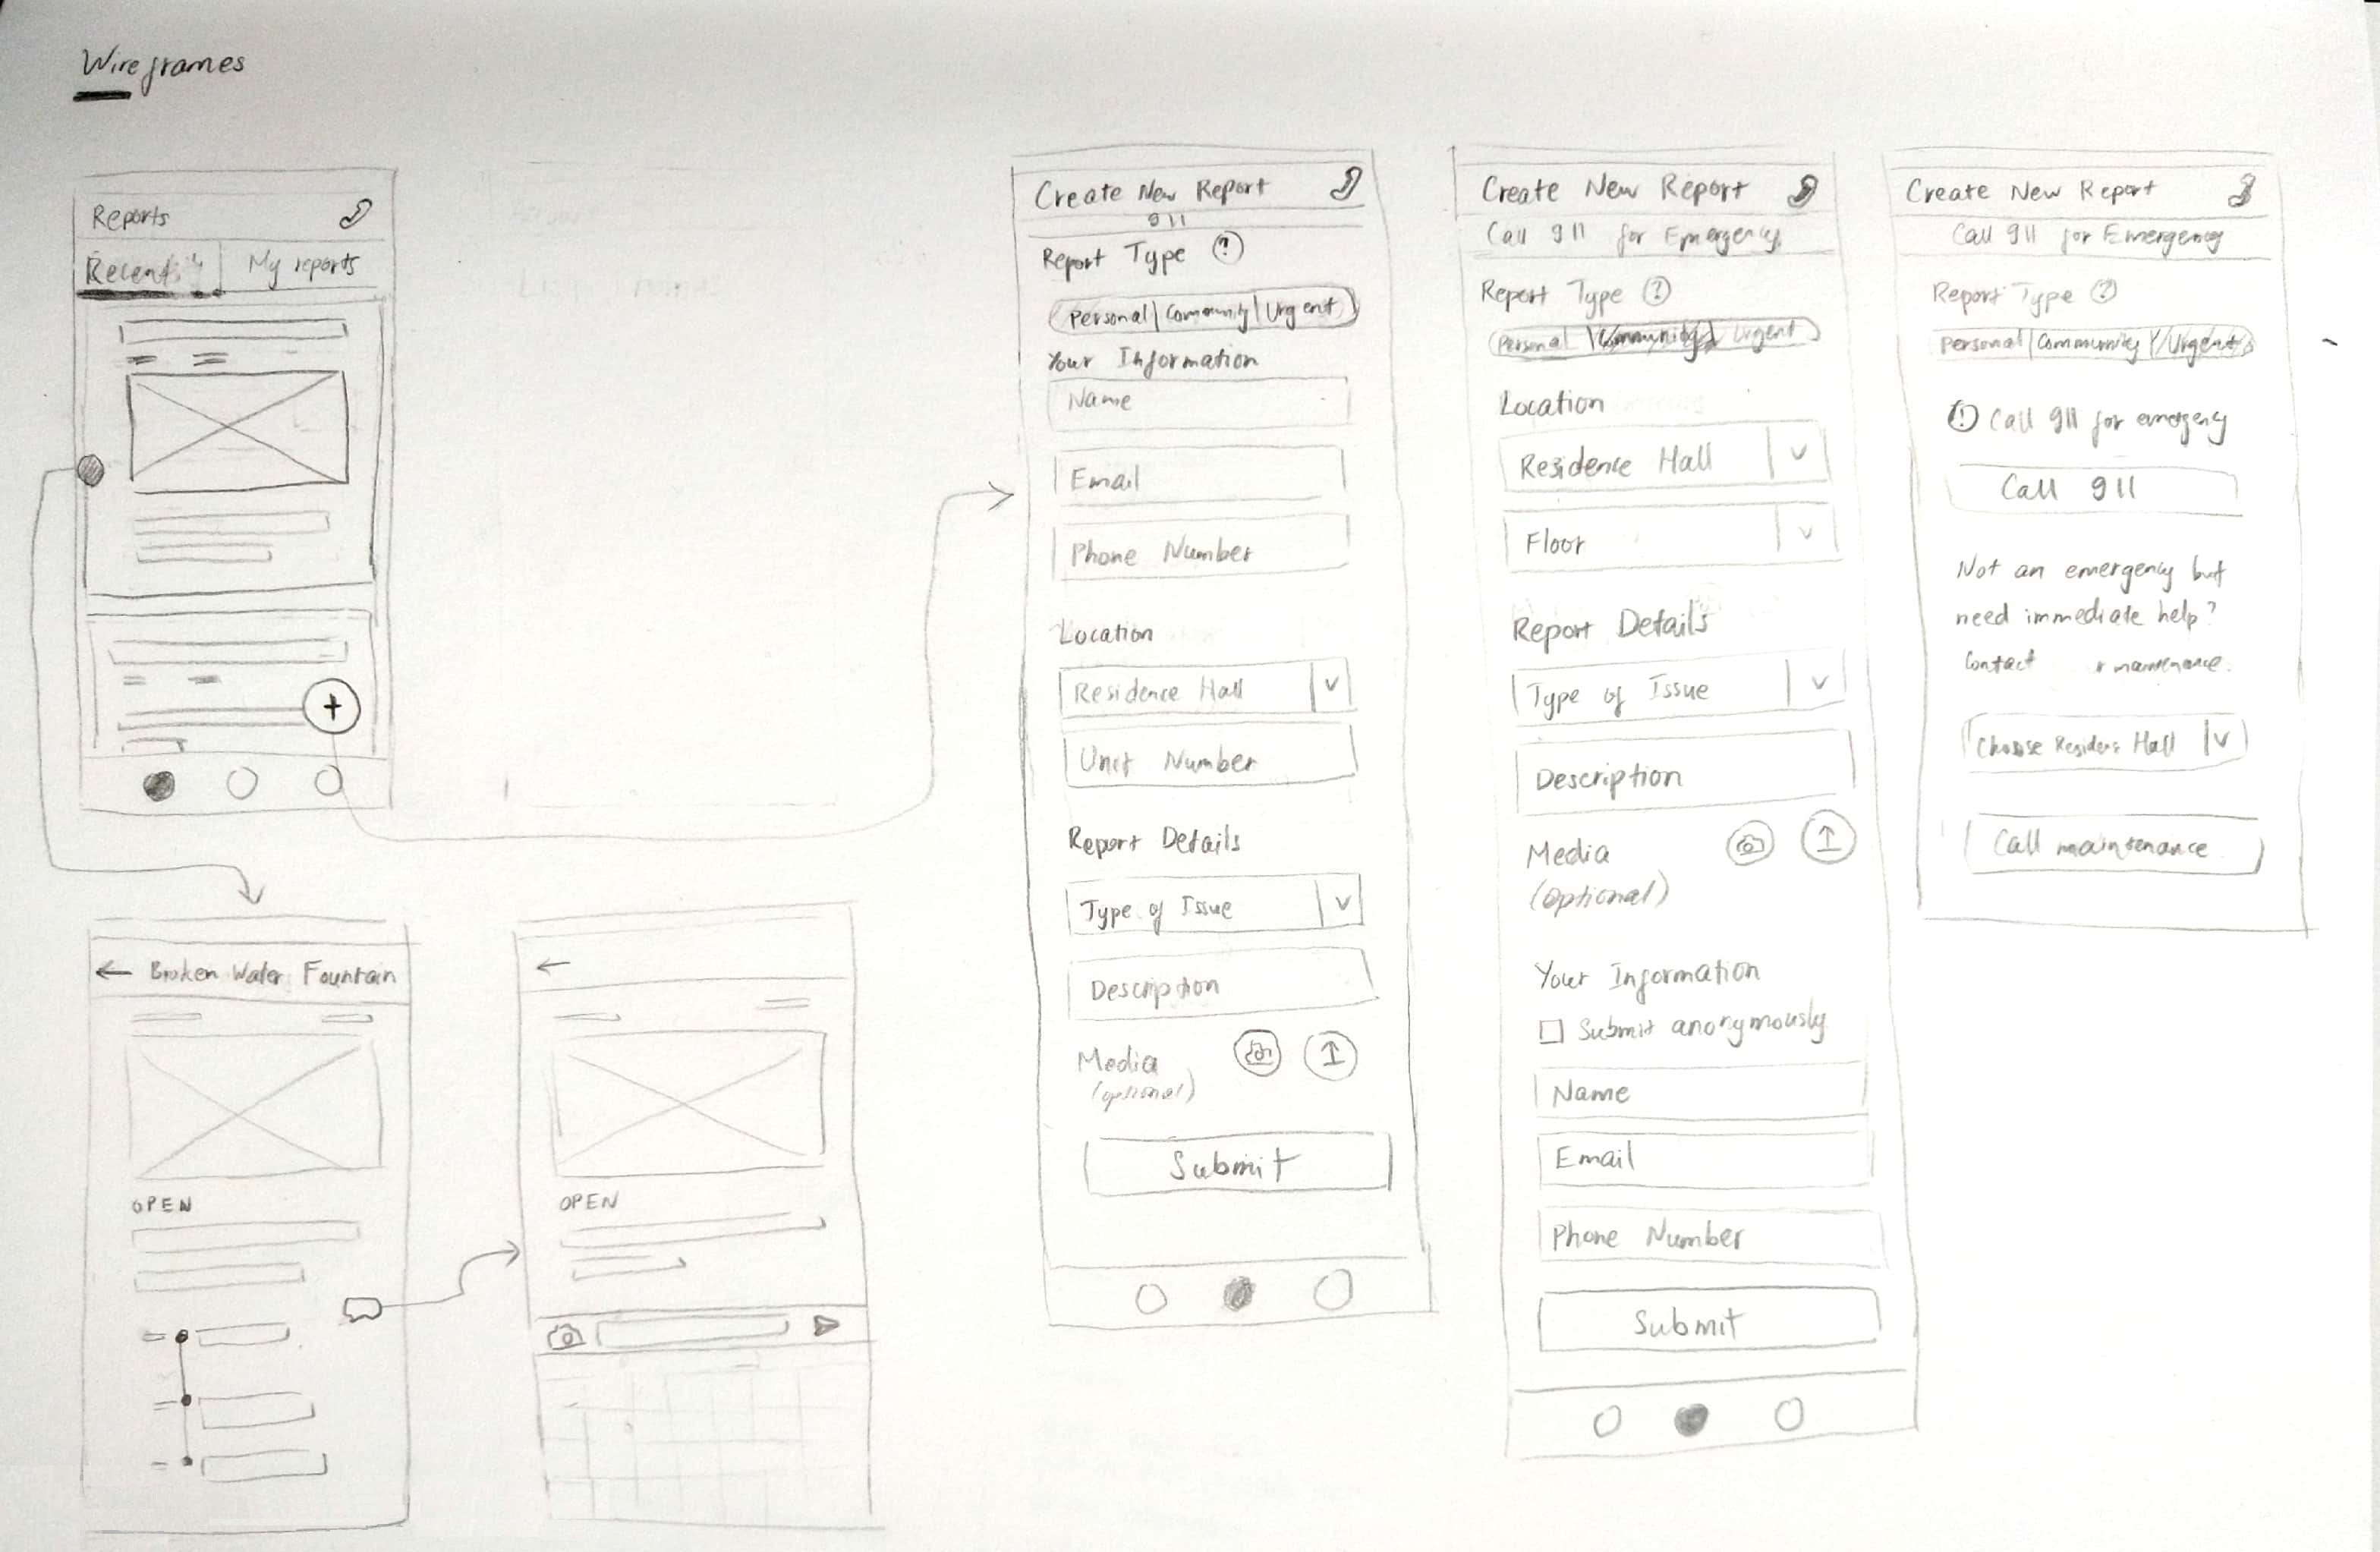 Wireframes
Reports
Recent
My reports
← Broken Water Fountain
OPEN
←
OPEN
Create New Report
911
Report Type ?
Personal | Community | Urgent
Your Information
Name
Email
Phone Number
Location
Residence Hall
Unit Number
Report Details
Type of Issue
Description
Media
(optional)
Submit
Create New Report
Call 911 for Emergency
Report Type ?
Personal | Community | Urgent
Location
Residence Hall
Floor
Report Details
Type of Issue
Description
Media
(Optional)
Your Information
Submit anonymously
Name
Email
Phone Number
Submit
Create New Report
Call 911 for Emergency
Report Type ?
Personal | Community | Urgent
! Call 911 for emergency
Call 911
Not an emergency but
need immediate help?
Contact maintenance.
Choose Hall
Call maintenance